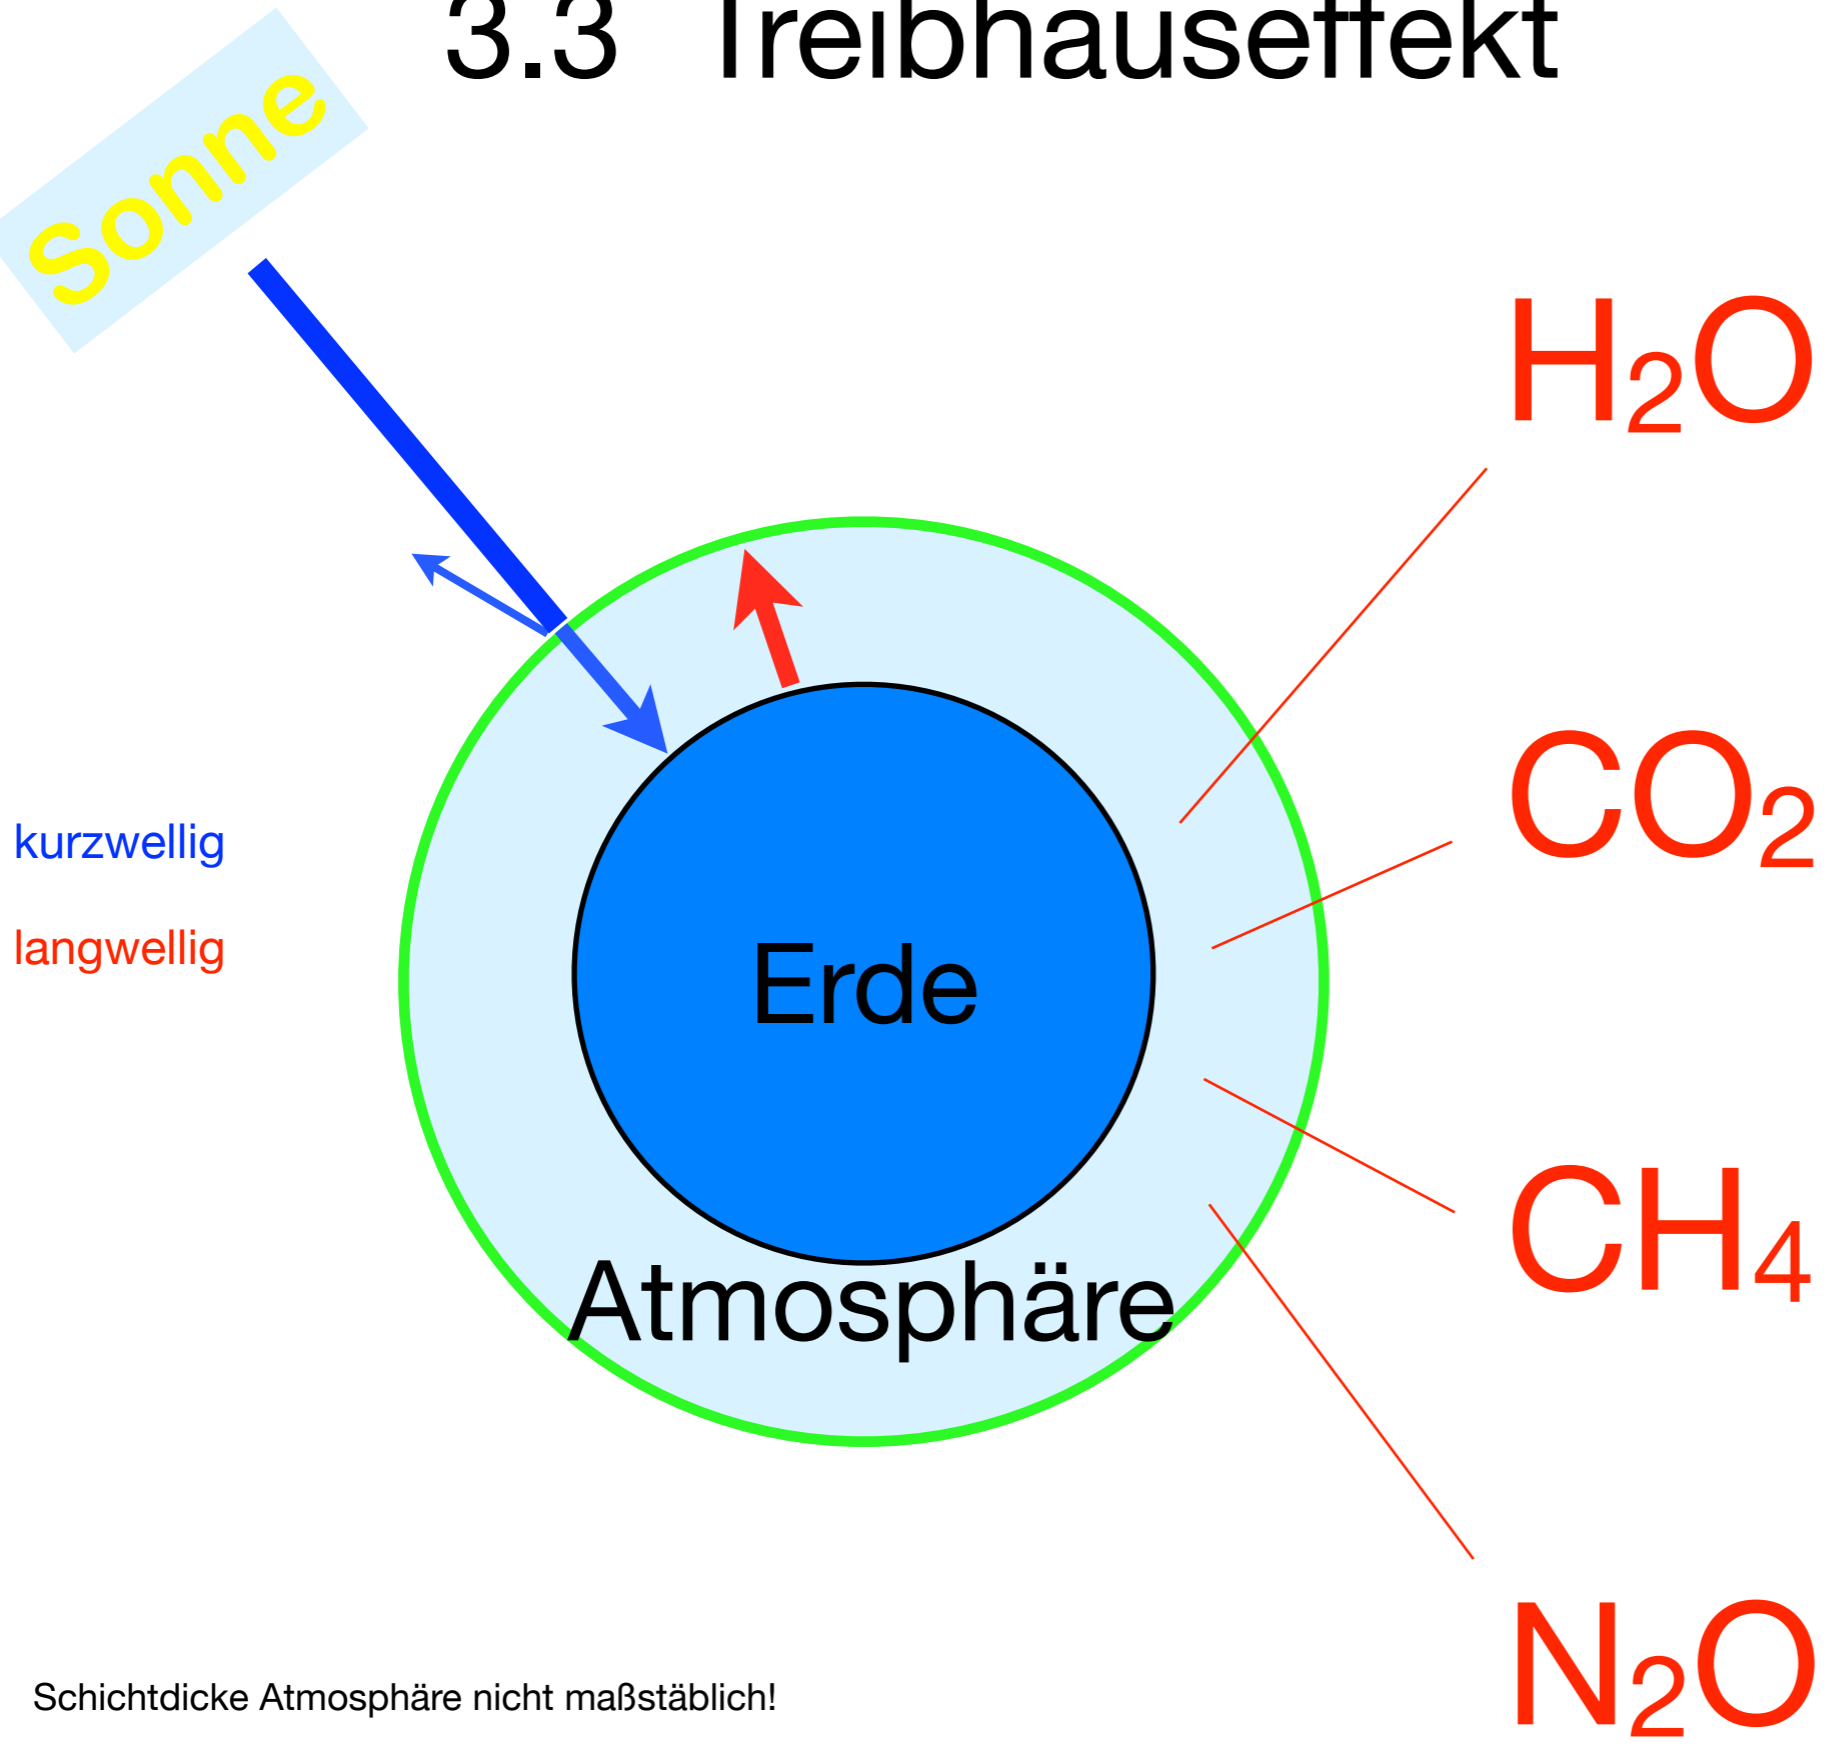 3.3 Treibhauseffekt
Sonne
H₂O
CO₂
kurzwellig
langwellig
Erde
CH₄
Atmosphäre
N₂O
Schichtdicke Atmosphäre nicht maßstäblich!